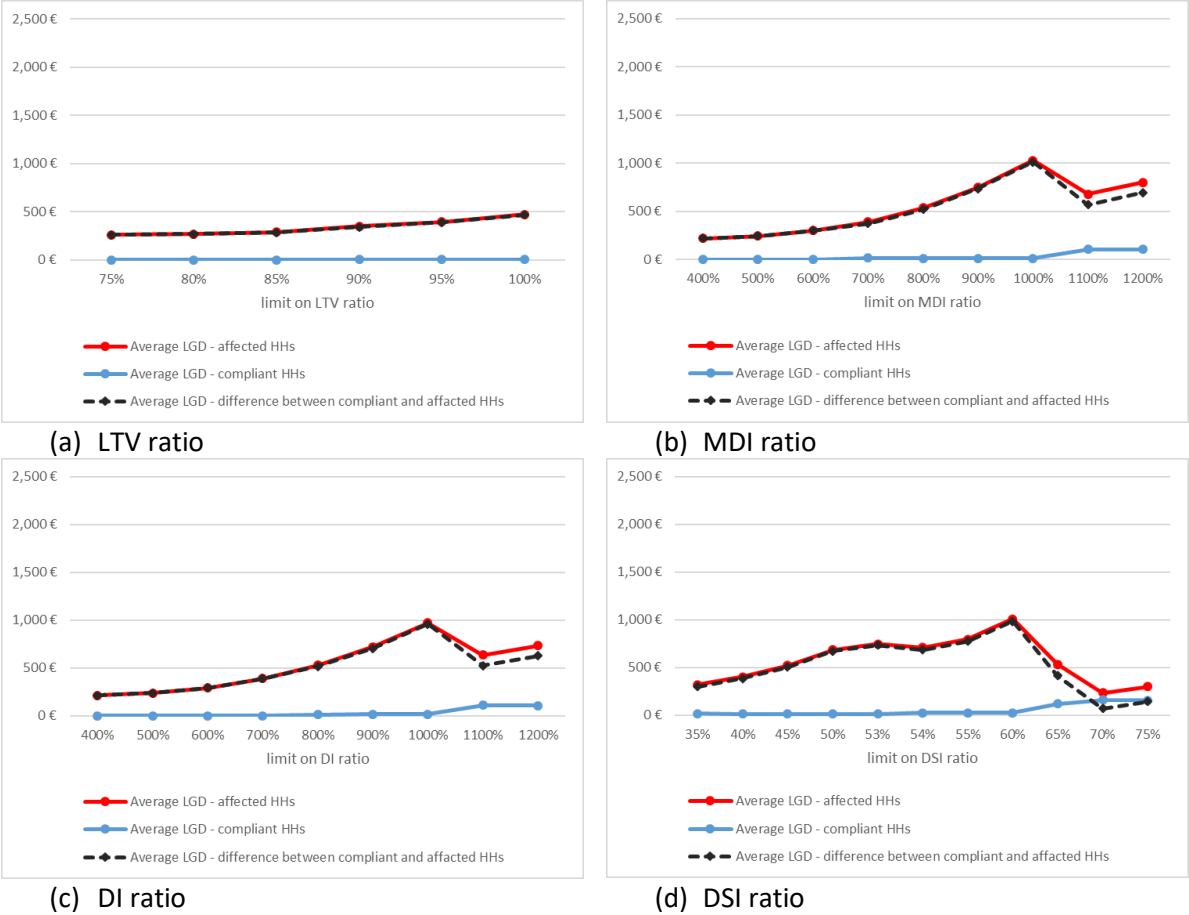 2,500 €
2,000 €
1,500 €
1,000 €
500 €
0 €
75% 80% 85% 90% 95% 100%
limit on LTV ratio
Average LGD - affected HHs
Average LGD - compliant HHs
Average LGD - difference between compliant and affacted HHs
(a) LTV ratio
2,500 €
2,000 €
1,500 €
1,000 €
500 €
0 €
400% 500% 600% 700% 800% 900% 1000% 1100% 1200%
limit on MDI ratio
Average LGD - affected HHs
Average LGD - compliant HHs
Average LGD - difference between compliant and affacted HHs
(b) MDI ratio
2,500 €
2,000 €
1,500 €
1,000 €
500 €
0 €
400% 500% 600% 700% 800% 900% 1000% 1100% 1200%
limit on DI ratio
Average LGD - affected HHs
Average LGD - compliant HHs
Average LGD - difference between compliant and affacted HHs
(c) DI ratio
2,500 €
2,000 €
1,500 €
1,000 €
500 €
0 €
35% 40% 45% 50% 53% 54% 55% 60% 65% 70% 75%
limit on DSI ratio
Average LGD - affected HHs
Average LGD - compliant HHs
Average LGD - difference between compliant and affacted HHs
(d) DSI ratio